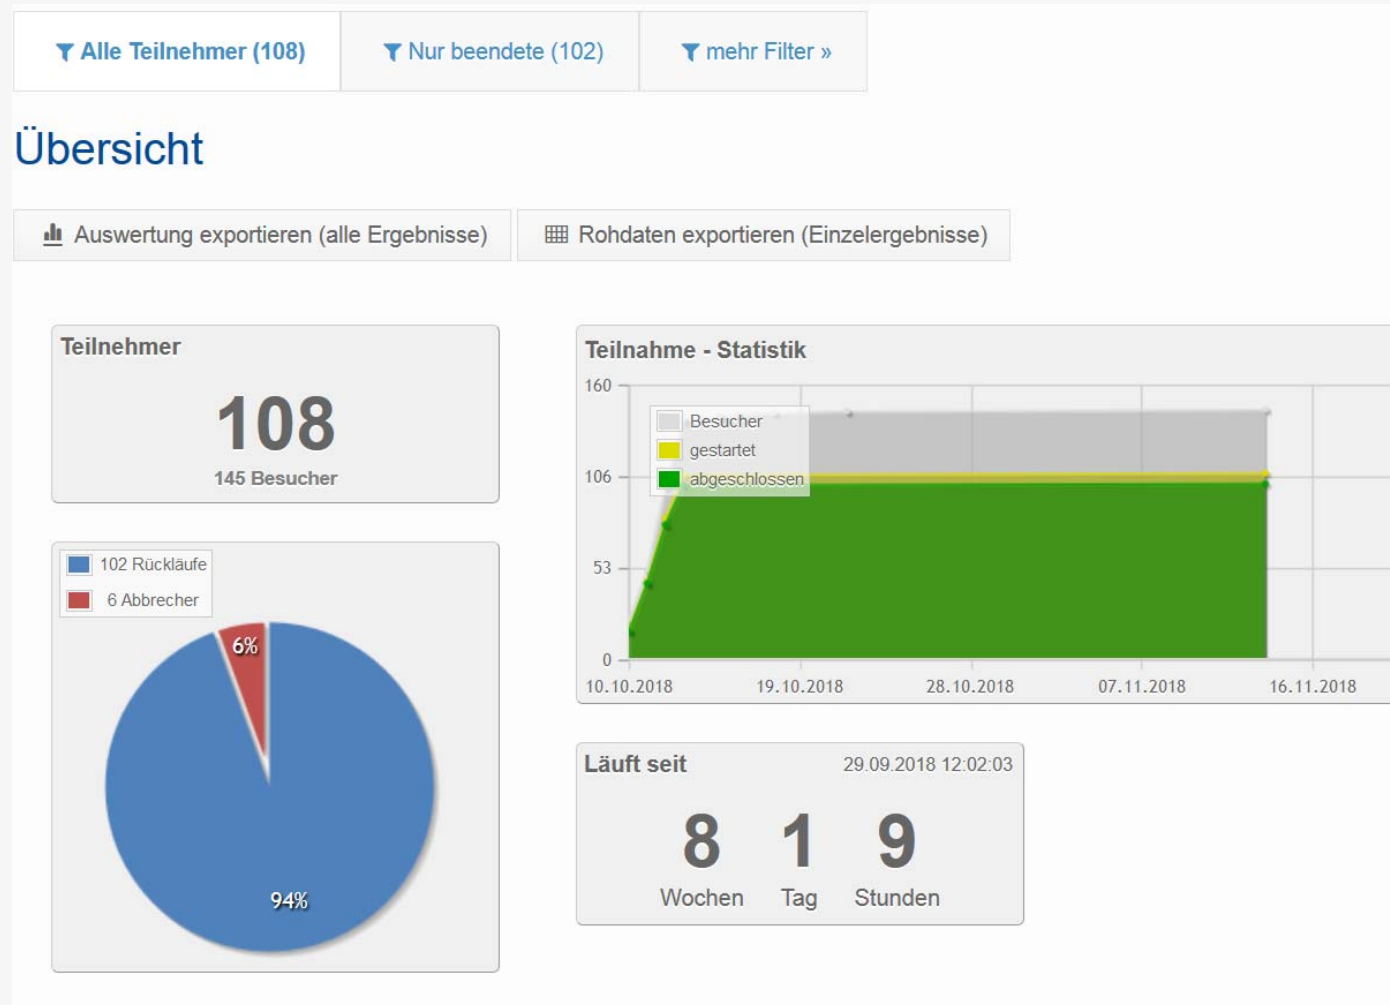 Alle Teilnehmer (108)
Nur beendete (102)
mehr Filter »
Übersicht
Auswertung exportieren (alle Ergebnisse)
Rohdaten exportieren (Einzelergebnisse)
Teilnehmer
108
145 Besucher
102 Rückläufe
6 Abbrecher
6%
94%
Teilnahme - Statistik
160
106
53
0
Besucher
gestartet
abgeschlossen
10.10.2018
19.10.2018
28.10.2018
07.11.2018
16.11.2018
Läuft seit
29.09.2018 12:02:03
8 1 9
Wochen Tag Stunden